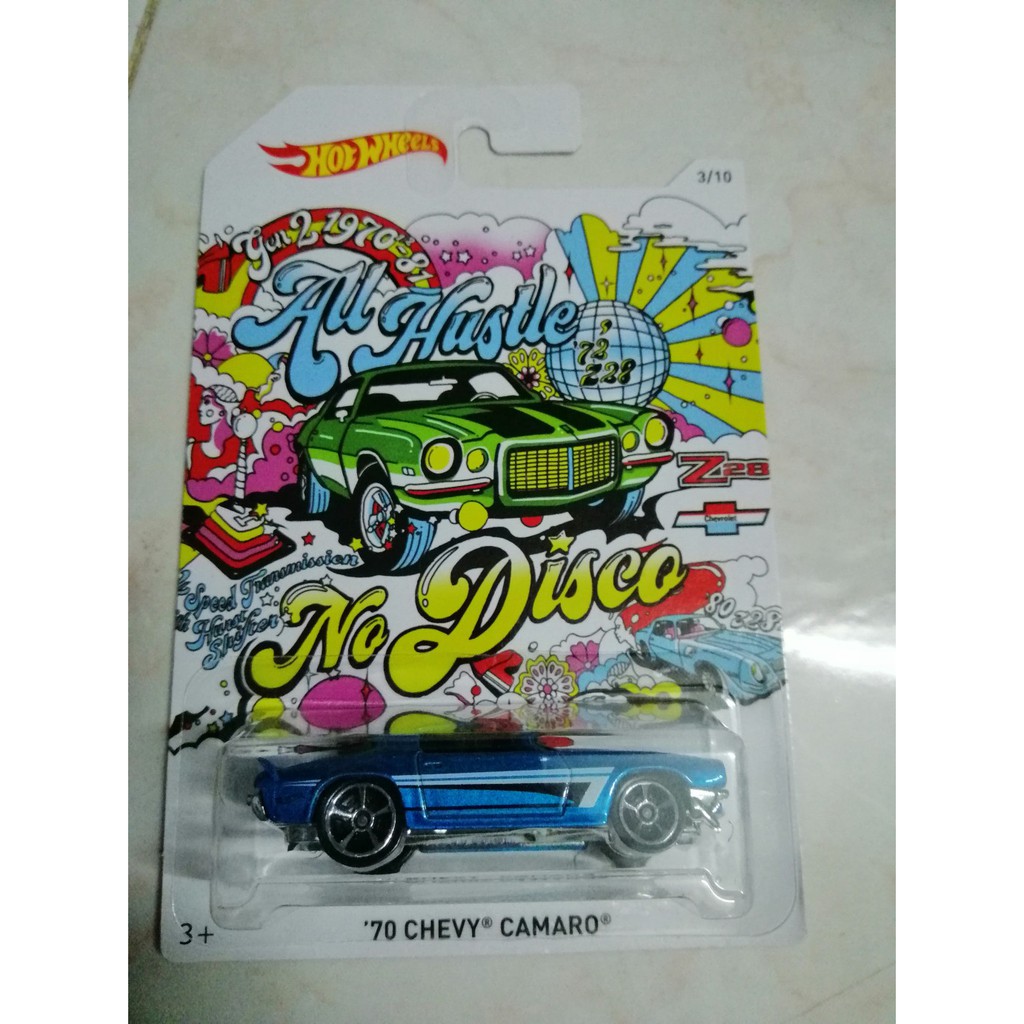 HOT WHEELS
3/10
Gen 2 1970-81
All Hustle
'72
Z28
Z28
Chevrolet
No Disco
Speed Transmission
Hurst
Shifter
80 Z28
3+
'70 CHEVY® CAMARO®